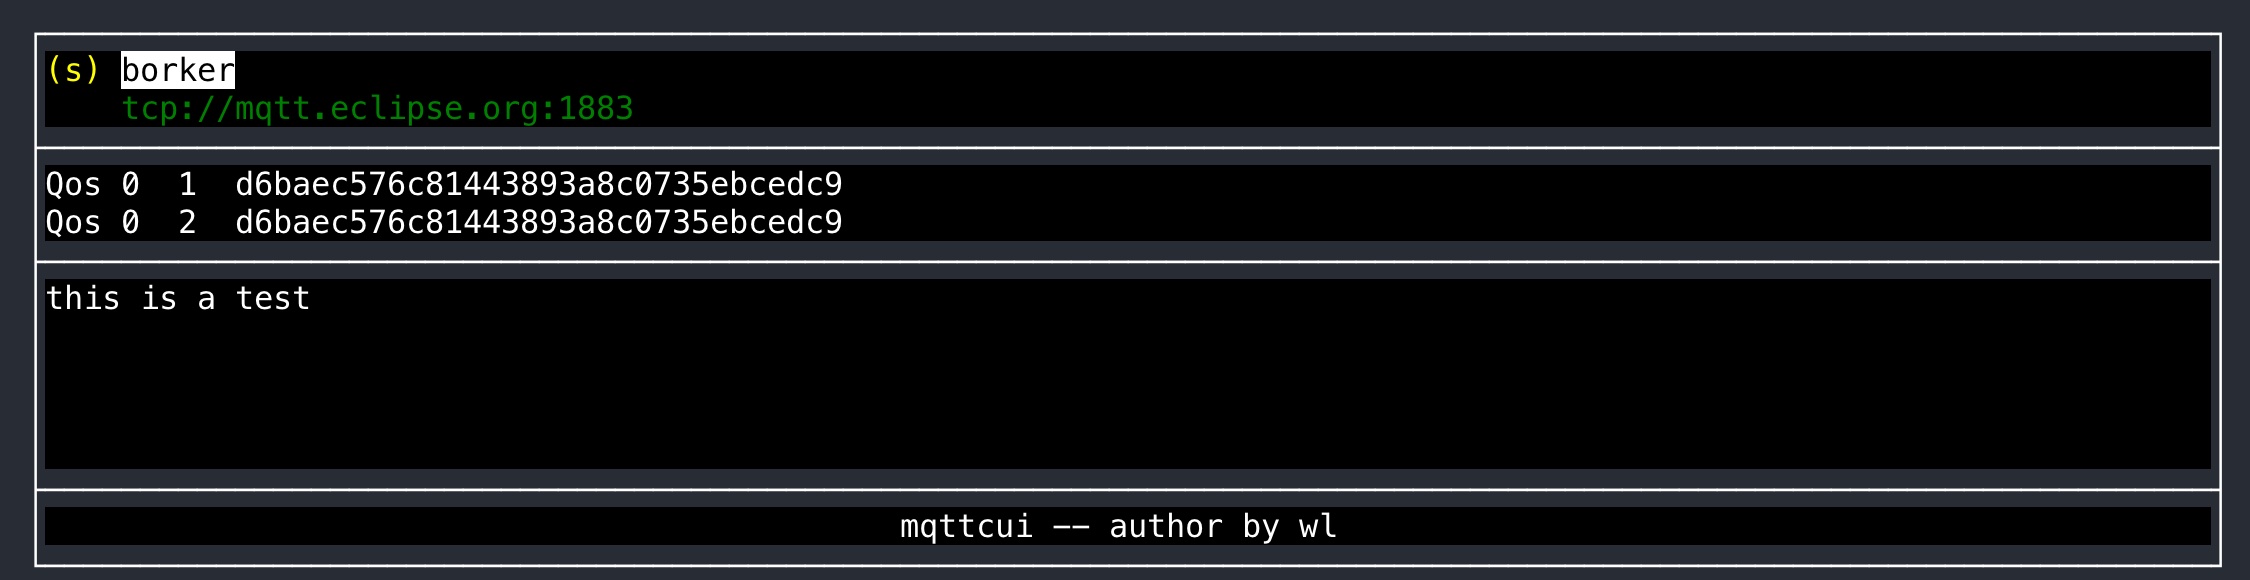 (s) borker
tcp://mqtt.eclipse.org:1883
Qos 0  1  d6baec576c81443893a8c0735ebcedc9
Qos 0  2  d6baec576c81443893a8c0735ebcedc9
this is a test
mqttcui -- author by wl